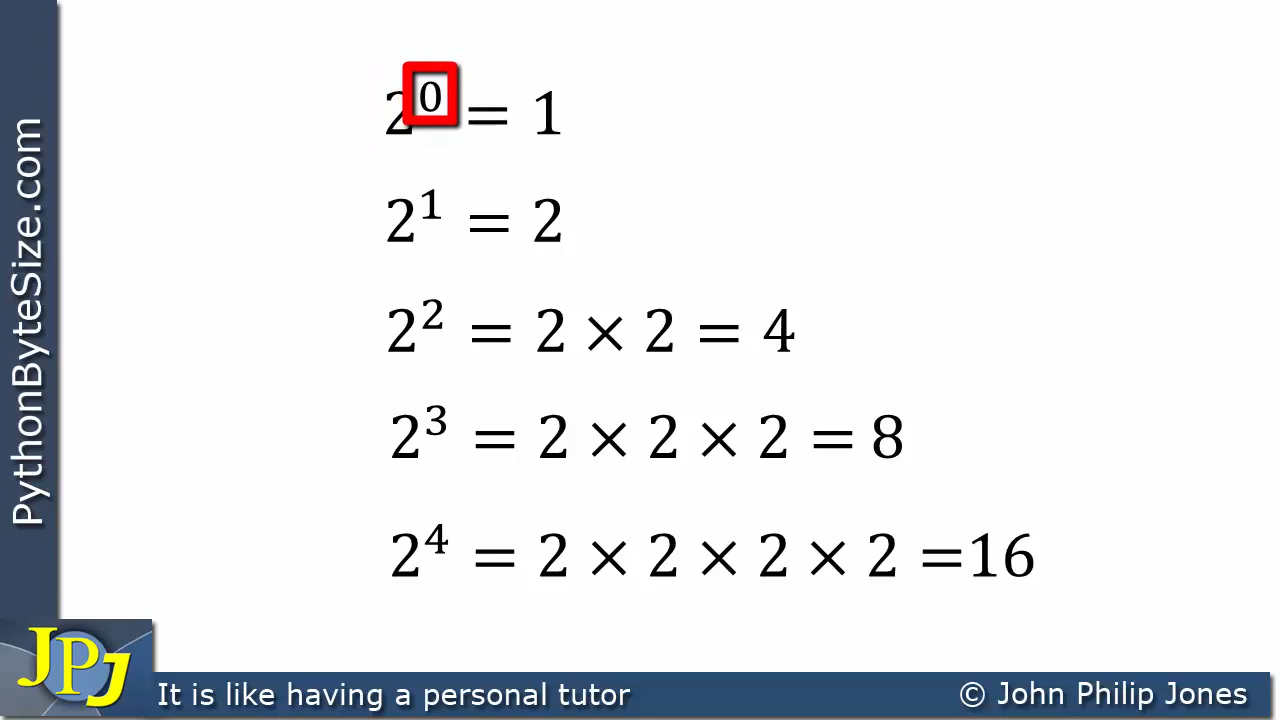 2⁰ = 1
2¹ = 2
2² = 2 × 2 = 4
2³ = 2 × 2 × 2 = 8
2⁴ = 2 × 2 × 2 × 2 =16
PythonByteSize.com
JPJ
It is like having a personal tutor
© John Philip Jones